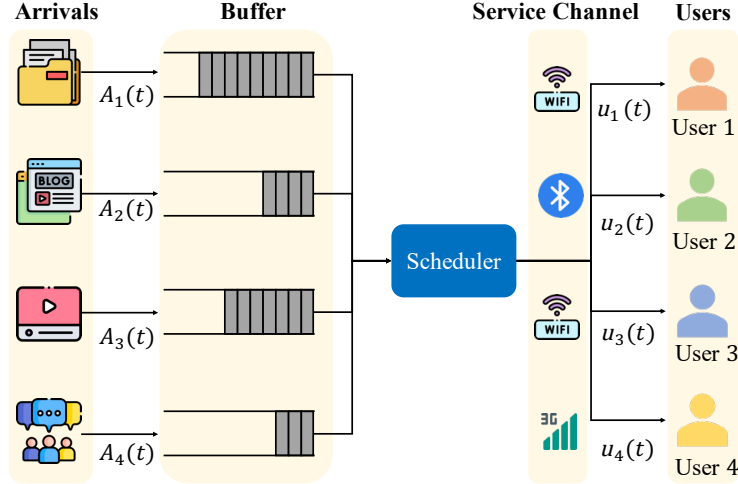 Arrivals
Buffer
Service Channel
Users
A₁(t)
WIFI
u₁(t)
User 1
BLOG
A₂(t)
u₂(t)
User 2
Scheduler
A₃(t)
WIFI
u₃(t)
User 3
3G
A₄(t)
u₄(t)
User 4